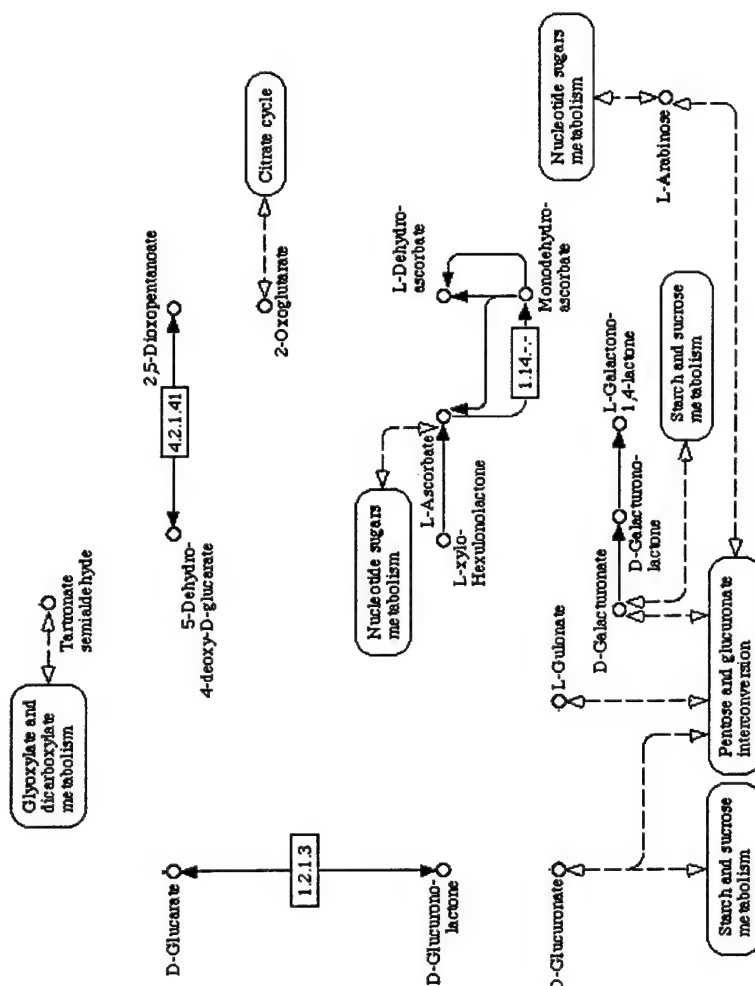 Glyoxylate and
dicarboxylate
metabolism
Tartronate
semialdehyde
D-Glucarate
5-Dehydro-
4-deoxy-D-glucarate
4.2.1.41
2,5-Dioxopentanoate
2-Oxoglutarate
Citrate cycle
1.2.1.3
D-Glucurono-
lactone
Nucleotide sugars
metabolism
L-Ascorbate
L-xylo-
Hexulonolactone
L-Dehydro-
ascorbate
1.14.-.-
Monodehydro-
ascorbate
Nucleotide sugars
metabolism
L-Arabinose
D-Glucuronate
L-Gulonate
D-Galacturonate
D-Galacturono-
lactone
L-Galactono-
1,4-lactone
Starch and sucrose
metabolism
Starch and sucrose
metabolism
Pentose and glucuronate
interconversion